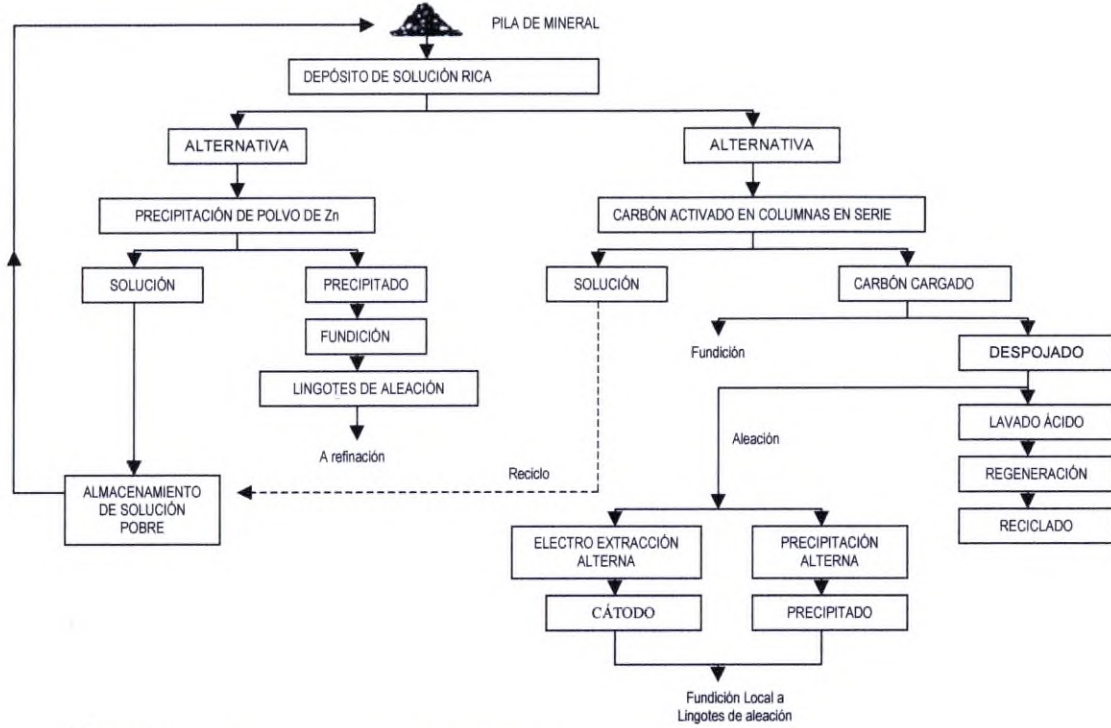 PILA DE MINERAL
DEPÓSITO DE SOLUCIÓN RICA
ALTERNATIVA
ALTERNATIVA
PRECIPITACIÓN DE POLVO DE Zn
CARBÓN ACTIVADO EN COLUMNAS EN SERIE
SOLUCIÓN
PRECIPITADO
SOLUCIÓN
CARBÓN CARGADO
FUNDICIÓN
Fundición
DESPOJADO
LINGOTES DE ALEACIÓN
LAVADO ÁCIDO
Aleación
A refinación
REGENERACIÓN
Reciclo
ALMACENAMIENTO
DE SOLUCIÓN
POBRE
RECICLADO
ELECTRO EXTRACCIÓN
ALTERNA
PRECIPITACIÓN
ALTERNA
CÁTODO
PRECIPITADO
Fundición Local a
Lingotes de aleación